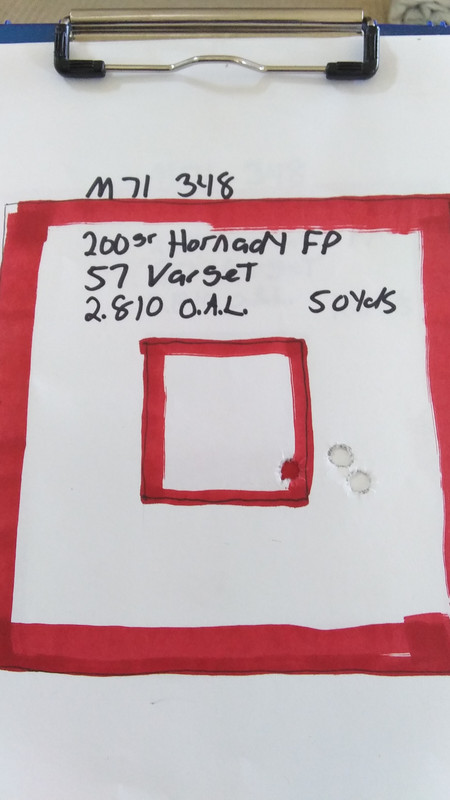 M71 348
200gr Hornady FP
57 Varget
2.810 O.A.L. 50Yds